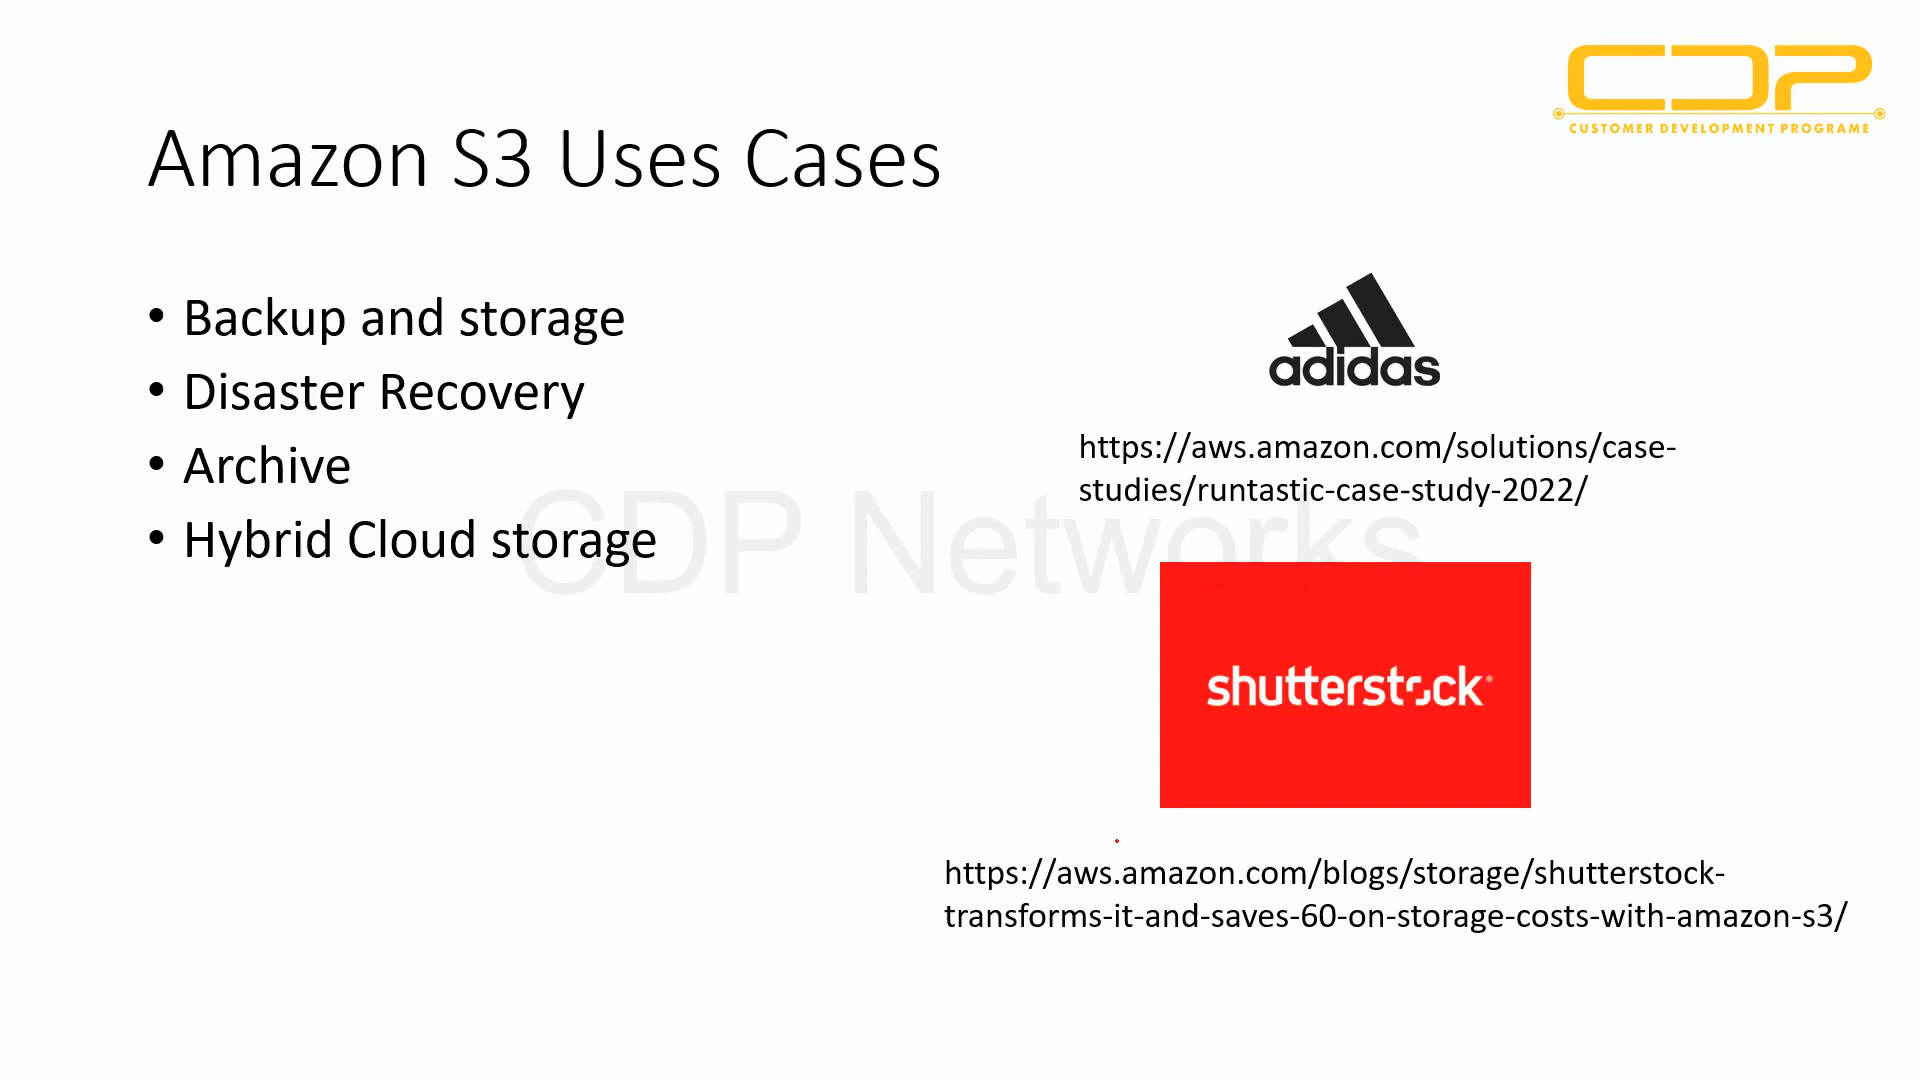 CUSTOMER DEVELOPMENT PROGRAME
Amazon S3 Uses Cases
• Backup and storage
• Disaster Recovery
• Archive
• Hybrid Cloud storage
adidas
https://aws.amazon.com/solutions/case-
studies/runtastic-case-study-2022/
CDP Networks
shutterstock
https://aws.amazon.com/blogs/storage/shutterstock-
transforms-it-and-saves-60-on-storage-costs-with-amazon-s3/
CDP